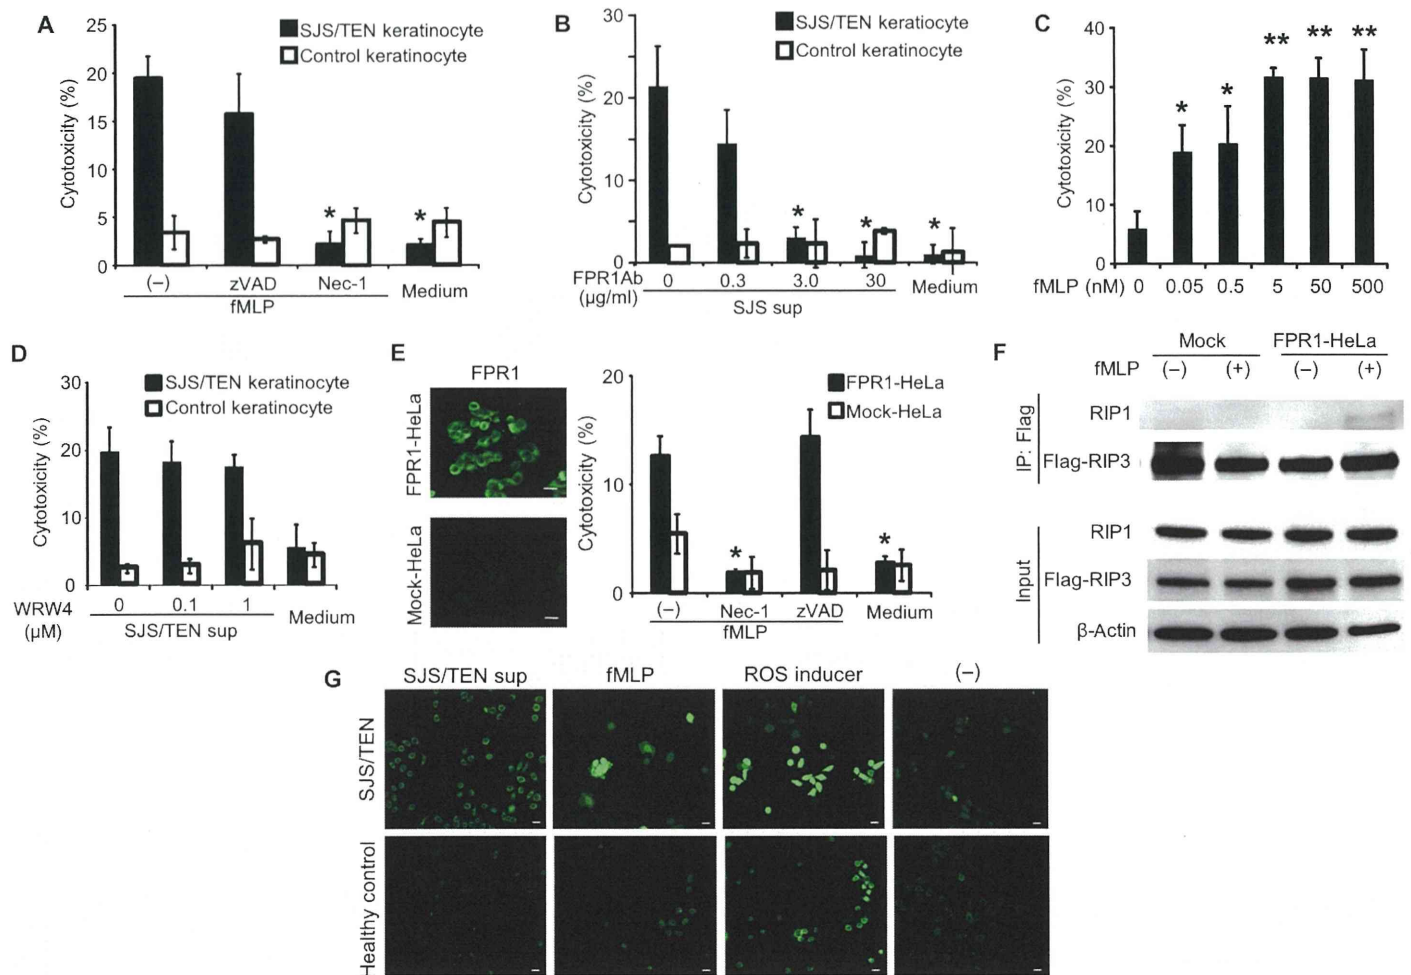 A
25
20
15
10
5
0
Cytotoxicity (%)
SJS/TEN keratinocyte
Control keratinocyte
*
*
(–) zVAD Nec-1 Medium
fMLP
B
30
20
10
0
Cytotoxicity (%)
SJS/TEN keratiocyte
Control keratinocyte
*
*
*
FPR1Ab 0 0.3 3.0 30 Medium
(μg/ml)
SJS sup
C
40
30
20
10
0
Cytotoxicity (%)
*
*
**
**
**
fMLP (nM) 0 0.05 0.5 5 50 500
D
30
20
10
0
Cytotoxicity (%)
SJS/TEN keratinocyte
Control keratinocyte
WRW4 0 0.1 1 Medium
(μM)
SJS/TEN sup
E
FPR1
FPR1-HeLa
Mock-HeLa
20
10
0
Cytotoxicity (%)
FPR1-HeLa
Mock-HeLa
*
*
(–) Nec-1 zVAD Medium
fMLP
F
Mock FPR1-HeLa
fMLP (–) (+) (–) (+)
IP: Flag
RIP1
Flag-RIP3
Input
RIP1
Flag-RIP3
β-Actin
G
SJS/TEN sup fMLP ROS inducer (–)
SJS/TEN
Healthy control